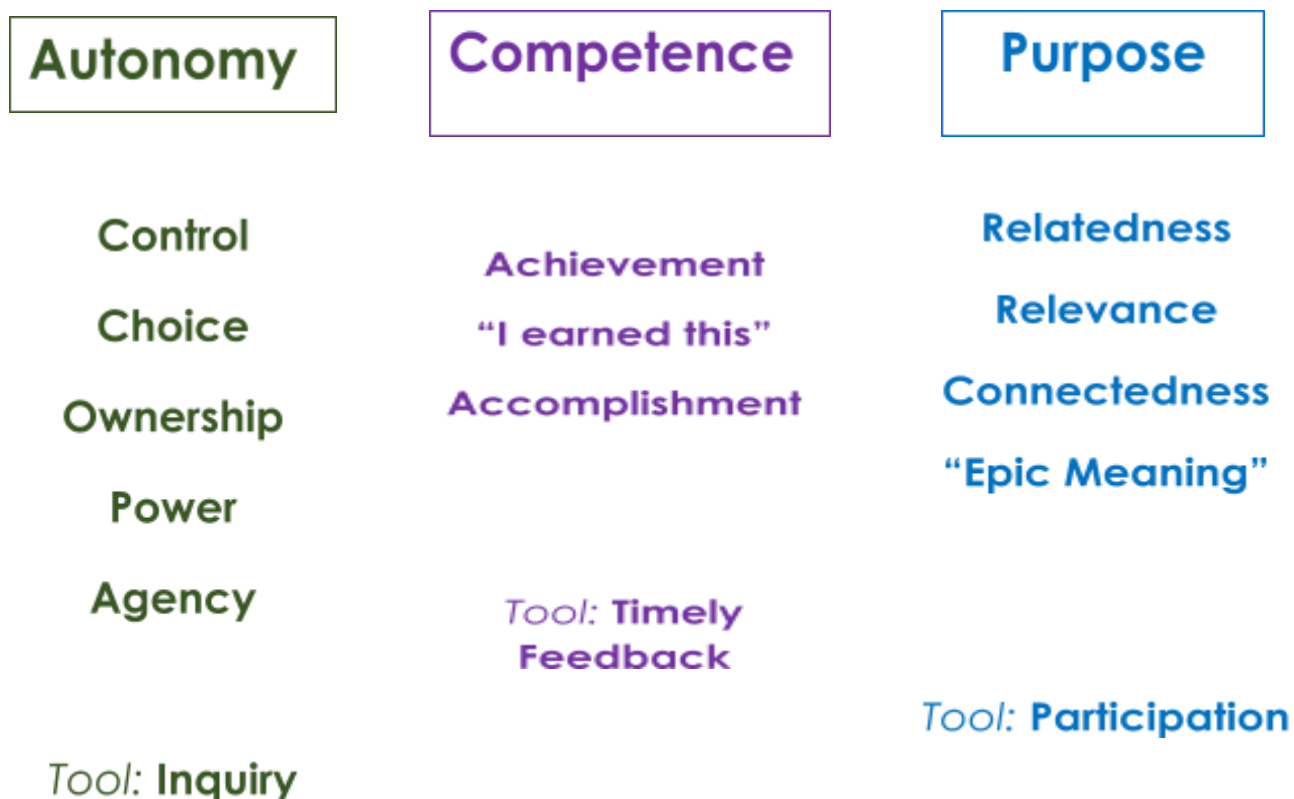 Autonomy
Control
Choice
Ownership
Power
Agency
Tool: Inquiry
Competence
Achievement
“I earned this”
Accomplishment
Tool: Timely
Feedback
Purpose
Relatedness
Relevance
Connectedness
“Epic Meaning”
Tool: Participation